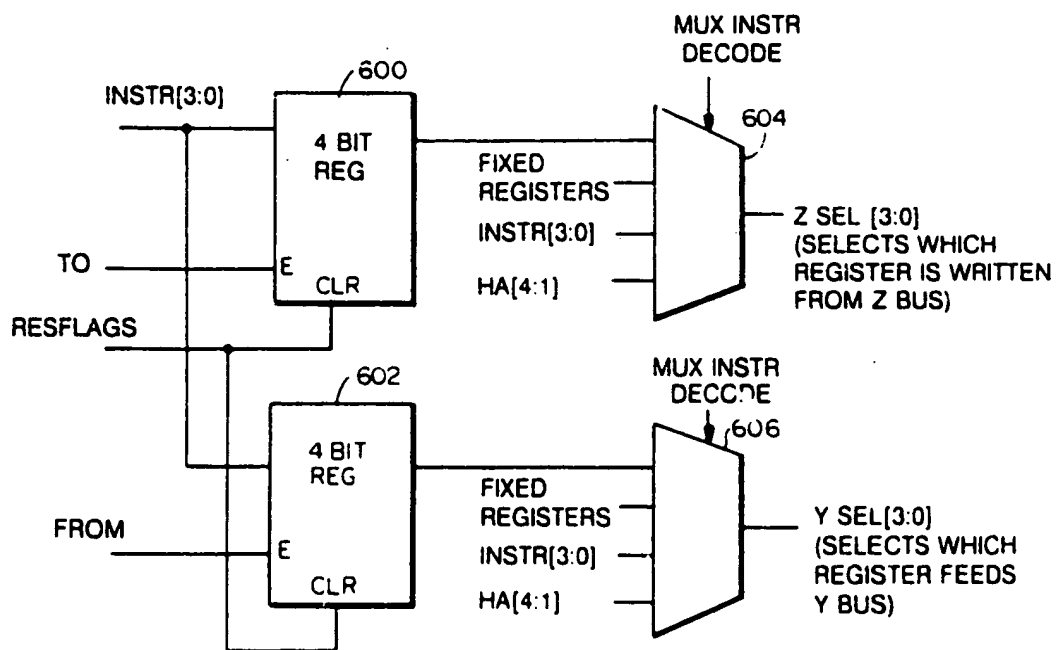 MUX INSTR
DECODE
600
INSTR[3:0]
4 BIT
REG
604
FIXED
REGISTERS
Z SEL [3:0]
(SELECTS WHICH
REGISTER IS WRITTEN
FROM Z BUS)
INSTR[3:0]
TO
E
CLR
HA[4:1]
RESFLAGS
602
MUX INSTR
DECODE
606
4 BIT
REG
FIXED
REGISTERS
Y SEL[3:0]
(SELECTS WHICH
REGISTER FEEDS
Y BUS)
FROM
E
INSTR[3:0]
CLR
HA[4:1]